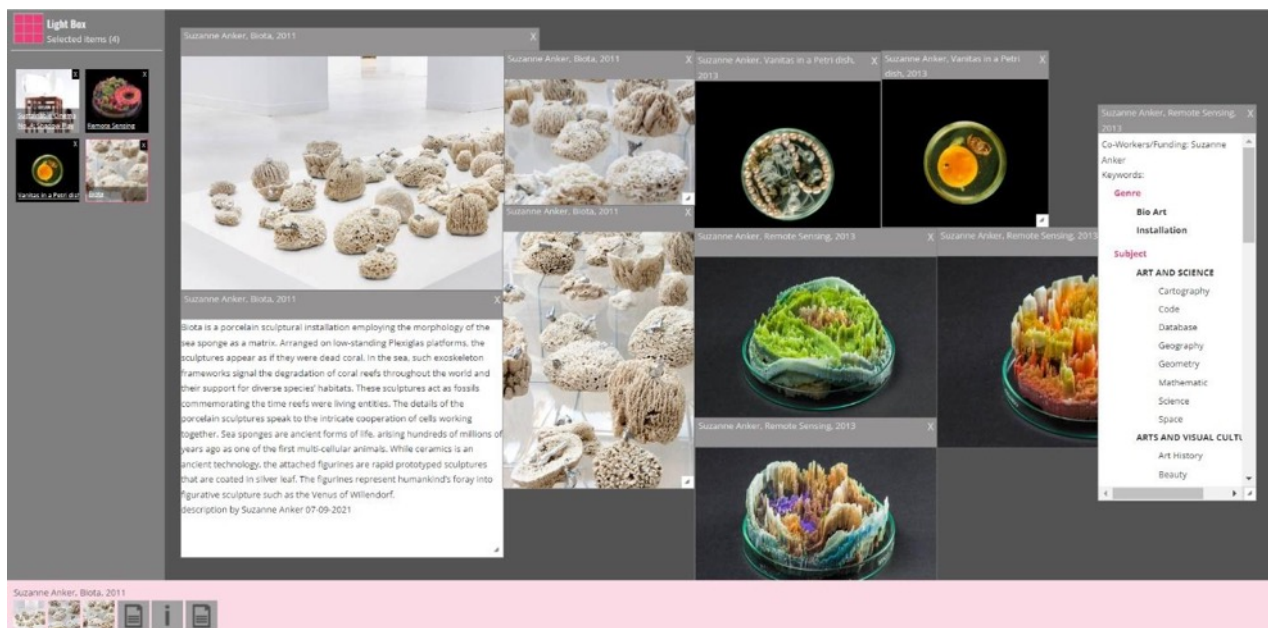 Light Box
Selected items (4)
X
X
Sustainable Cinema
No. 4: Shadow Play
Remote Sensing
X
X
Vanitas in a Petri dish
Biota
Suzanne Anker, Biota, 2011 X
Suzanne Anker, Biota, 2011 X
Suzanne Anker, Vanitas in a Petri dish, X
2013
Suzanne Anker, Vanitas in a Petri X
dish, 2013
Suzanne Anker, Biota, 2011 X
Suzanne Anker, Remote Sensing, 2013 X
Suzanne Anker, Remote Sensing, 2013
Suzanne Anker, Remote Sensing, 2013 X
Suzanne Anker, Biota, 2011 X
Biota is a porcelain sculptural installation employing the morphology of the
sea sponge as a matrix. Arranged on low-standing Plexiglas platforms, the
sculptures appear as if they were dead coral. In the sea, such exoskeleton
frameworks signal the degradation of coral reefs throughout the world and
their support for diverse species' habitats. These sculptures act as fossils
commemorating the time reefs were living entities. The details of the
porcelain sculptures speak to the intricate cooperation of cells working
together. Sea sponges are ancient forms of life, arising hundreds of millions of
years ago as one of the first multi-cellular animals. While ceramics is an
ancient technology, the attached figurines are rapid prototyped sculptures
that are coated in silver leaf. The figurines represent humankind's foray into
figurative sculpture such as the Venus of Willendorf.
description by Suzanne Anker 07-09-2021
Suzanne Anker, Remote Sensing, X
2013
Co-Workers/Funding: Suzanne
Anker
Keywords:
Genre
Bio Art
Installation
Subject
ART AND SCIENCE
Cartography
Code
Database
Geography
Geometry
Mathematic
Science
Space
ARTS AND VISUAL CULTU
Art History
Beauty
Suzanne Anker, Biota, 2011
i